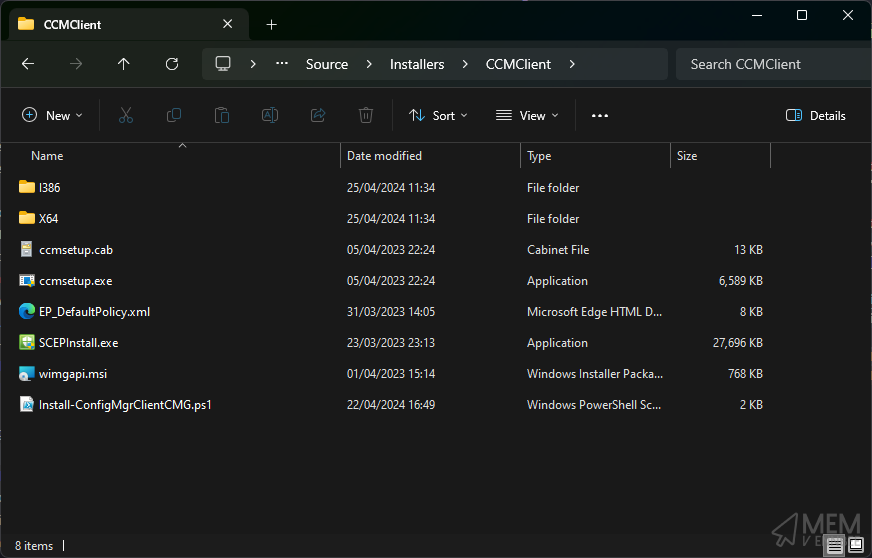 CCMClient
Source Installers CCMClient Search CCMClient
New Sort View Details
Name Date modified Type Size
I386 25/04/2024 11:34 File folder
X64 25/04/2024 11:34 File folder
ccmsetup.cab 05/04/2023 22:24 Cabinet File 13 KB
ccmsetup.exe 05/04/2023 22:24 Application 6,589 KB
EP_DefaultPolicy.xml 31/03/2023 14:05 Microsoft Edge HTML D... 8 KB
SCEPInstall.exe 23/03/2023 23:13 Application 27,696 KB
wimgapi.msi 01/04/2023 15:14 Windows Installer Packa... 768 KB
Install-ConfigMgrClientCMG.ps1 22/04/2024 16:49 Windows PowerShell Sc... 2 KB
MEM
8 items